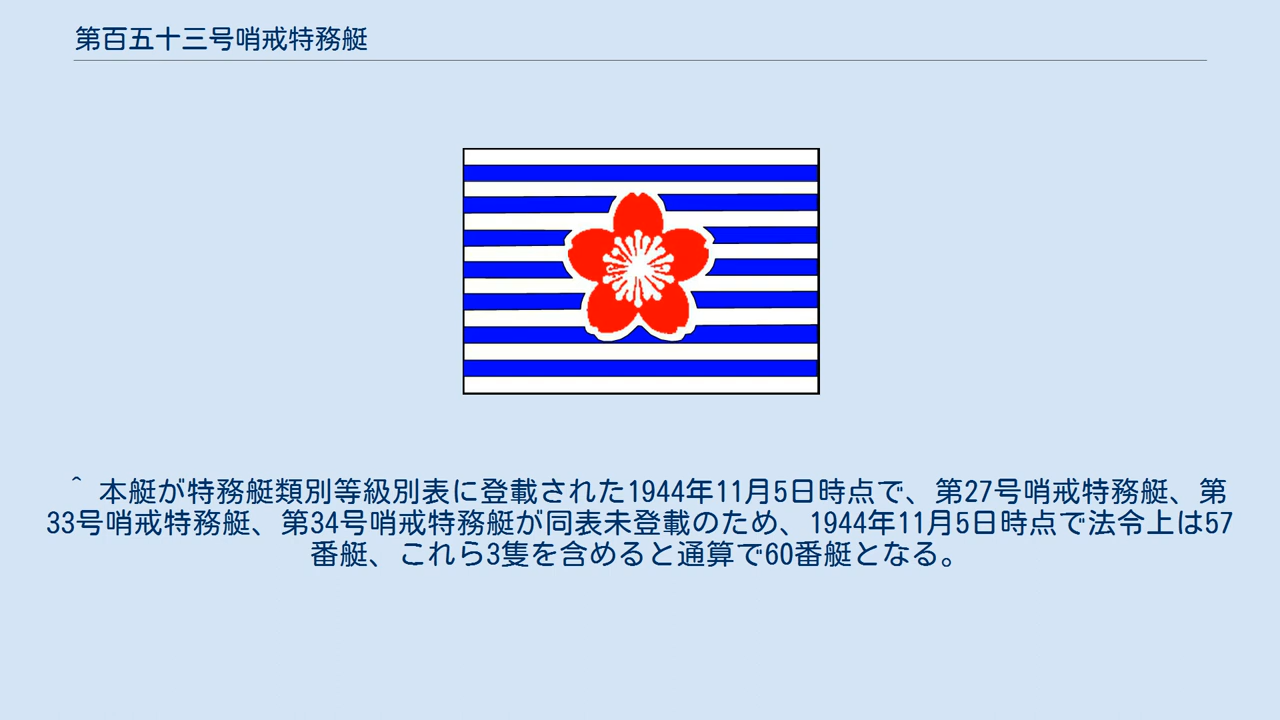 第百五十三号哨戒特務艇
^ 本艇が特務艇類別等級別表に登載された1944年11月5日時点で、第27号哨戒特務艇、第
33号哨戒特務艇、第34号哨戒特務艇が同表未登載のため、1944年11月5日時点で法令上は57
番艇、これら3隻を含めると通算で60番艇となる。